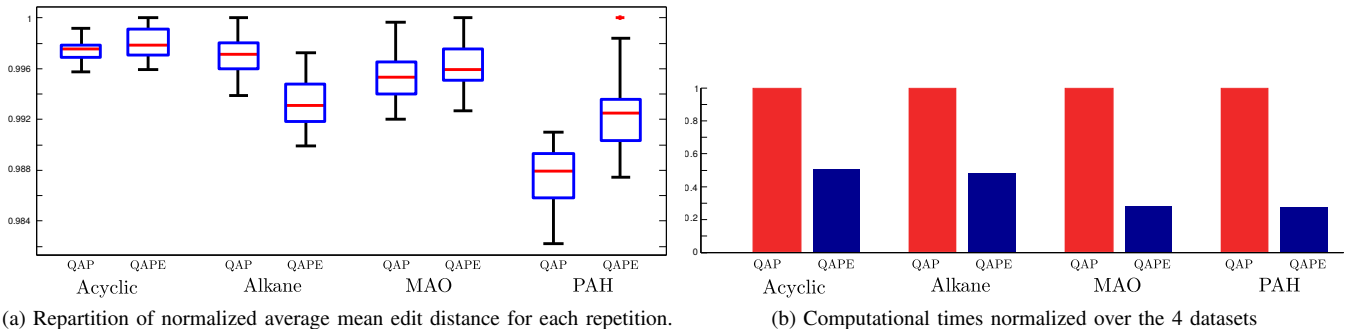 1
0.996
0.992
0.988
0.984
QAP QAPE QAP QAPE QAP QAPE QAP QAPE
Acyclic Alkane MAO PAH
(a) Repartition of normalized average mean edit distance for each repetition.
1
0.8
0.6
0.4
0.2
0
QAP QAPE QAP QAPE QAP QAPE QAP QAPE
Acyclic Alkane MAO PAH
(b) Computational times normalized over the 4 datasets